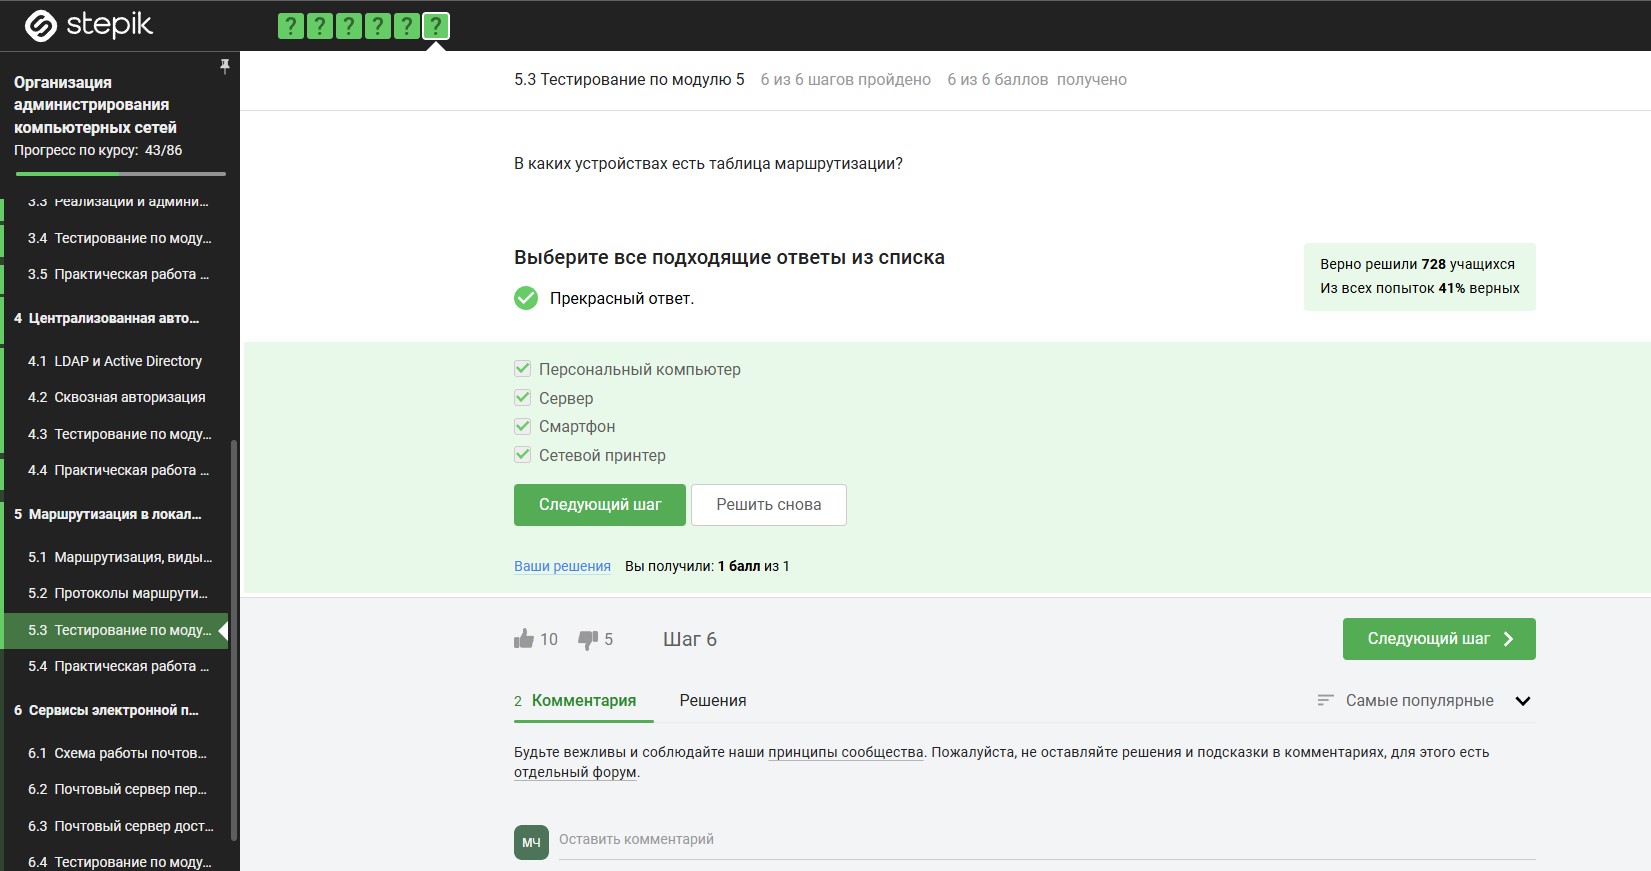 stepik
? ? ? ? ? ?
Организация
администрирования
компьютерных сетей
Прогресс по курсу: 43/86
3.3 Реализации и админи...
3.4 Тестирование по моду...
3.5 Практическая работа ...
4 Централизованная авто...
4.1 LDAP и Active Directory
4.2 Сквозная авторизация
4.3 Тестирование по моду...
4.4 Практическая работа ...
5 Маршрутизация в локал...
5.1 Маршрутизация, виды...
5.2 Протоколы маршрути...
5.3 Тестирование по моду...
5.4 Практическая работа ...
6 Сервисы электронной п...
6.1 Схема работы почтов...
6.2 Почтовый сервер пер...
6.3 Почтовый сервер дост...
6.4 Тестирование по моду...
5.3 Тестирование по модулю 5 6 из 6 шагов пройдено 6 из 6 баллов получено
В каких устройствах есть таблица маршрутизации?
Выберите все подходящие ответы из списка
Прекрасный ответ.
Верно решили 728 учащихся
Из всех попыток 41% верных
Персональный компьютер
Сервер
Смартфон
Сетевой принтер
Следующий шаг Решить снова
Ваши решения Вы получили: 1 балл из 1
10 5 Шаг 6 Следующий шаг
2 Комментария Решения Самые популярные
Будьте вежливы и соблюдайте наши принципы сообщества. Пожалуйста, не оставляйте решения и подсказки в комментариях, для этого есть
отдельный форум.
МЧ Оставить комментарий